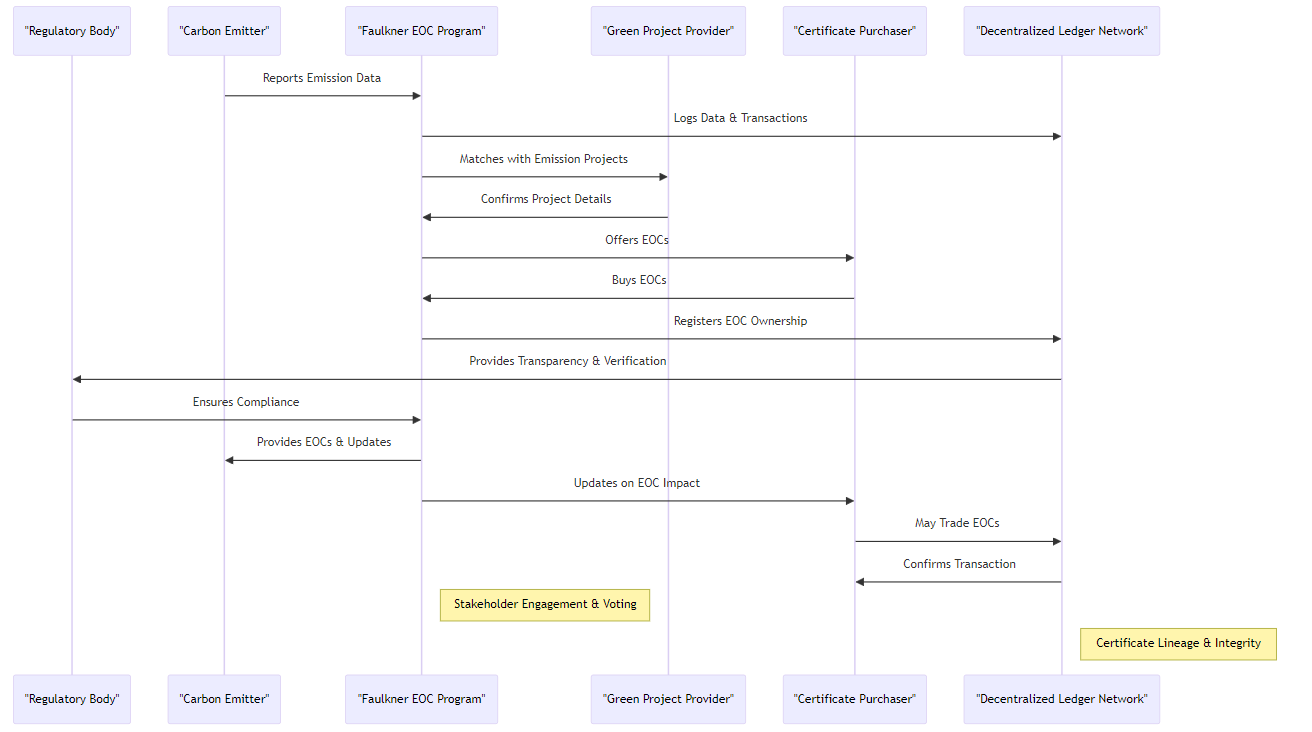 "Regulatory Body"
"Carbon Emitter"
"Faulkner EOC Program"
"Green Project Provider"
"Certificate Purchaser"
"Decentralized Ledger Network"
Reports Emission Data
Logs Data & Transactions
Matches with Emission Projects
Confirms Project Details
Offers EOCs
Buys EOCs
Registers EOC Ownership
Provides Transparency & Verification
Ensures Compliance
Provides EOCs & Updates
Updates on EOC Impact
May Trade EOCs
Confirms Transaction
Stakeholder Engagement & Voting
Certificate Lineage & Integrity
"Regulatory Body"
"Carbon Emitter"
"Faulkner EOC Program"
"Green Project Provider"
"Certificate Purchaser"
"Decentralized Ledger Network"